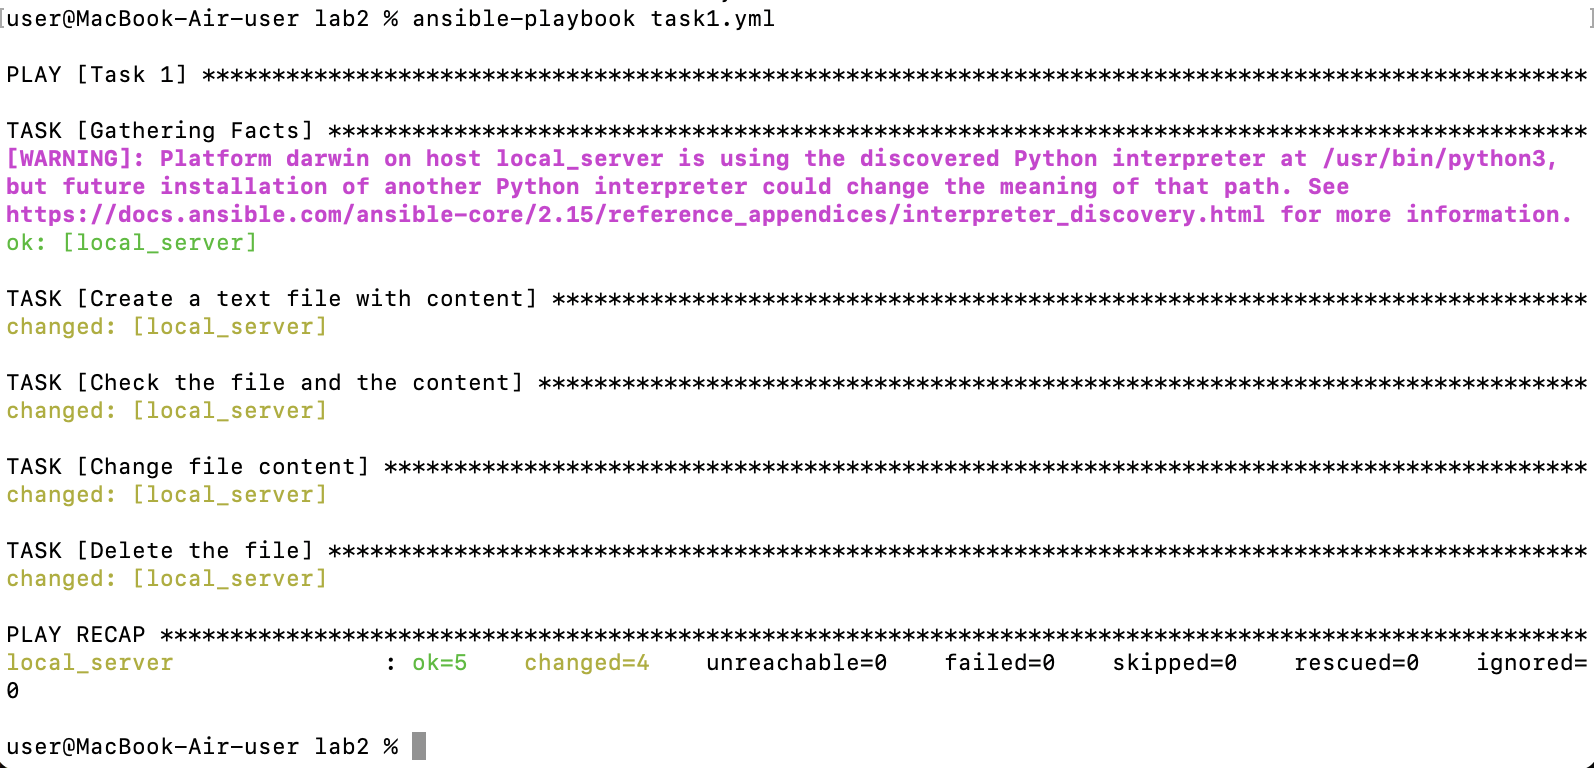 [user@MacBook-Air-user lab2 % ansible-playbook task1.yml ]
PLAY [Task 1] ***************************************************************************************************
TASK [Gathering Facts] ******************************************************************************************
[WARNING]: Platform darwin on host local_server is using the discovered Python interpreter at /usr/bin/python3,
but future installation of another Python interpreter could change the meaning of that path. See
https://docs.ansible.com/ansible-core/2.15/reference_appendices/interpreter_discovery.html for more information.
ok: [local_server]
TASK [Create a text file with content] **************************************************************************
changed: [local_server]
TASK [Check the file and the content] ***************************************************************************
changed: [local_server]
TASK [Change file content] **************************************************************************************
changed: [local_server]
TASK [Delete the file] ******************************************************************************************
changed: [local_server]
PLAY RECAP ******************************************************************************************************
local_server               : ok=5    changed=4    unreachable=0    failed=0    skipped=0    rescued=0    ignored=
0
user@MacBook-Air-user lab2 %